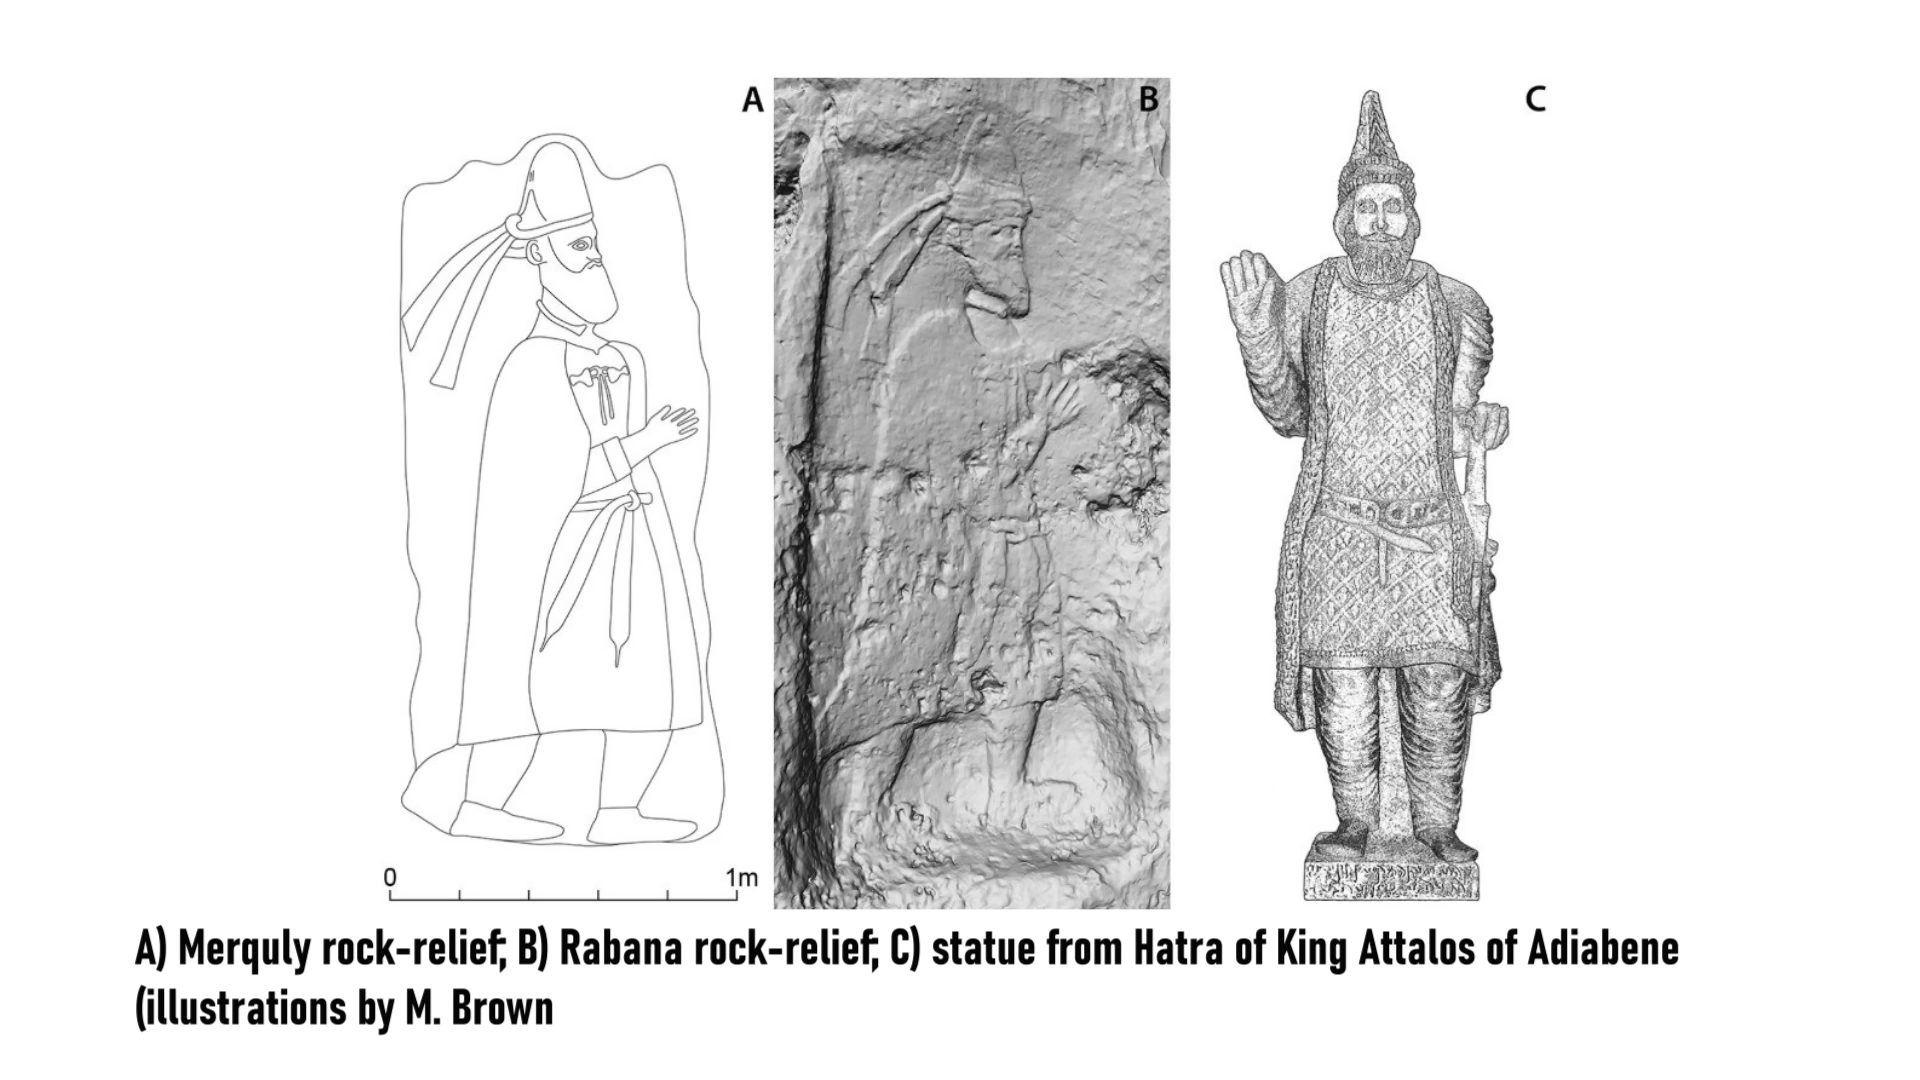 A
B
C
0 1m
A) Merquly rock-relief; B) Rabana rock-relief; C) statue from Hatra of King Attalos of Adiabene
(illustrations by M. Brown